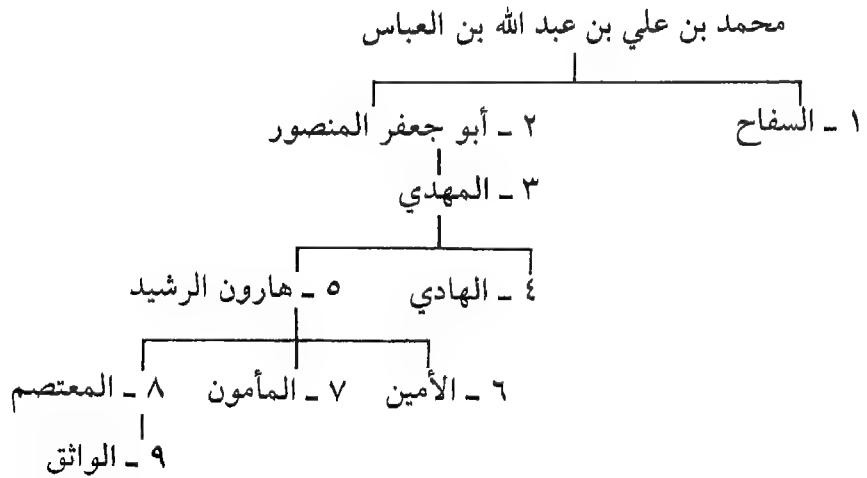 محمد بن علي بن عبد الله بن العباس
١ ـ السفاح
٢ ـ أبو جعفر المنصور
٣ ـ المهدي
٤ ـ الهادي
٥ ـ هارون الرشيد
٦ ـ الأمين
٧ ـ المأمون
٨ ـ المعتصم
٩ ـ الواثق